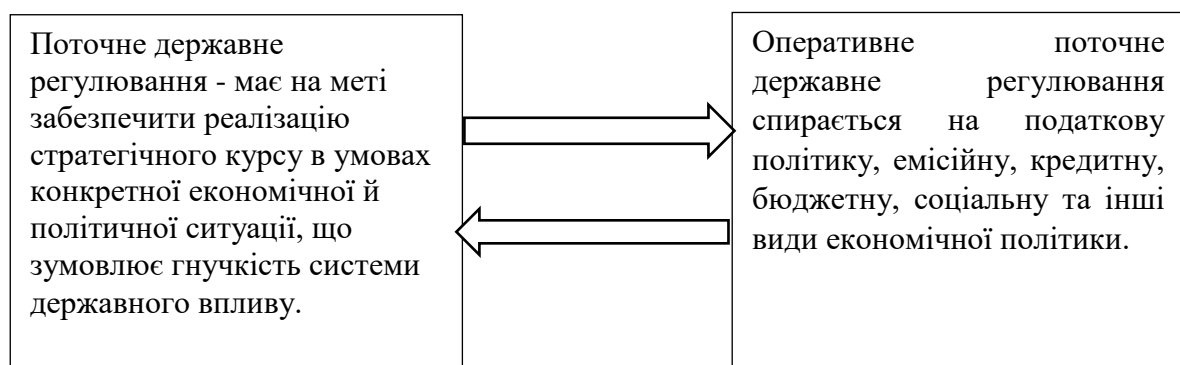 Поточне державне
регулювання - має на меті
забезпечити реалізацію
стратегічного курсу в умовах
конкретної економічної й
політичної ситуації, що
зумовлює гнучкість системи
державного впливу.
Оперативне поточне
державне регулювання
спирається на податкову
політику, емісійну, кредитну,
бюджетну, соціальну та інші
види економічної політики.